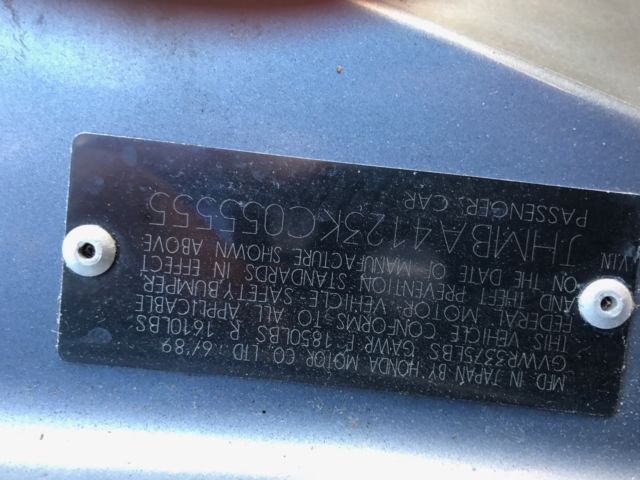 MFD. IN JAPAN BY HONDA MOTOR CO. LTD. 6/89
GVWR 3375LBS GAWR F 1850LBS R 1610LBS
THIS VEHICLE CONFORMS TO ALL APPLICABLE
FEDERAL MOTOR VEHICLE SAFETY, BUMPER
AND THEFT PREVENTION STANDARDS IN EFFECT
ON THE DATE OF MANUFACTURE SHOWN ABOVE
V.I.N. JHMBA4123KC055555
PASSENGER CAR